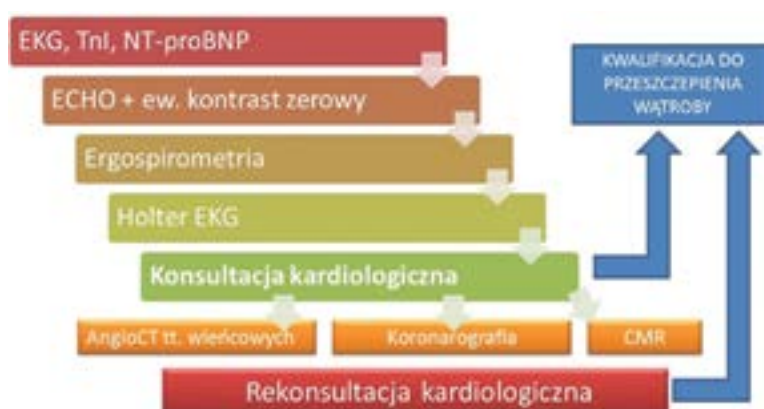 EKG, TnI, NT-proBNP
ECHO + ew. kontrast zerowy
Ergospirometria
Holter EKG
Konsultacja kardiologiczna
AngioCT tt. wieńcowych
Koronarografia
CMR
Rekonsultacja kardiologiczna
KWALIFIKACJA DO
PRZESZCZEPIENIA
WĄTROBY